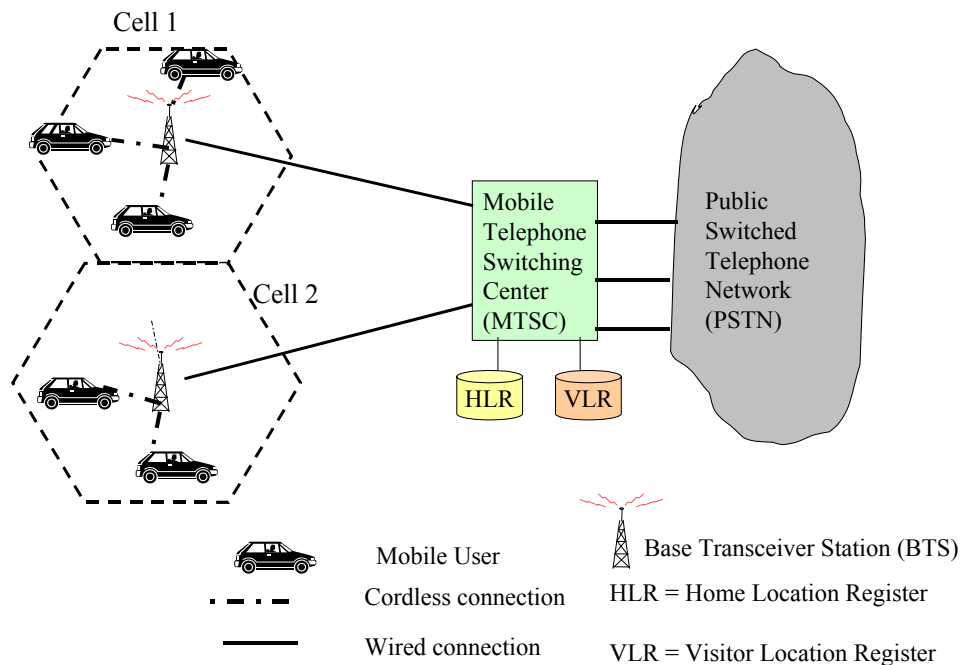 Cell 1
Mobile
Telephone
Switching
Center
(MTSC)
Public
Switched
Telephone
Network
(PSTN)
Cell 2
HLR
VLR
Mobile User
Base Transceiver Station (BTS)
Cordless connection
HLR = Home Location Register
Wired connection
VLR = Visitor Location Register